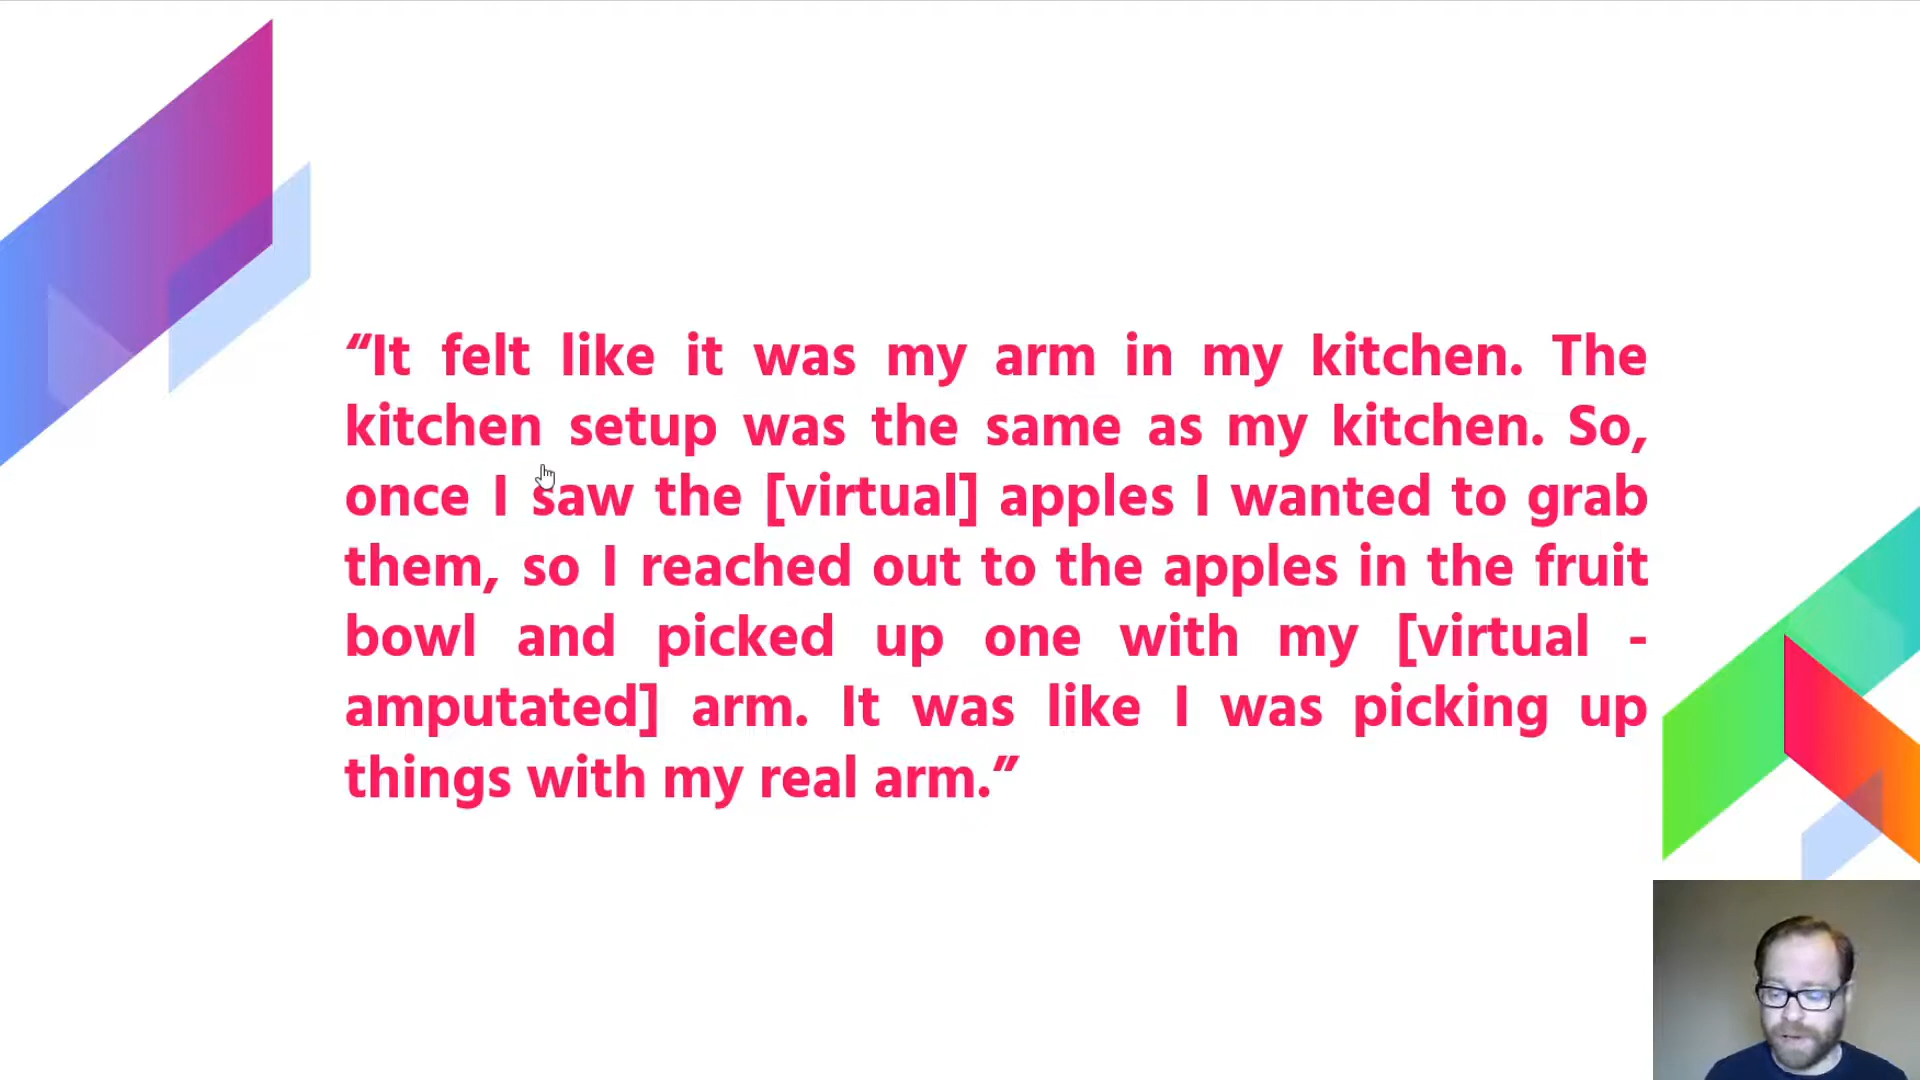 “It felt like it was my arm in my kitchen. The
kitchen setup was the same as my kitchen. So,
once I saw the [virtual] apples I wanted to grab
them, so I reached out to the apples in the fruit
bowl and picked up one with my [virtual -
amputated] arm. It was like I was picking up
things with my real arm.”